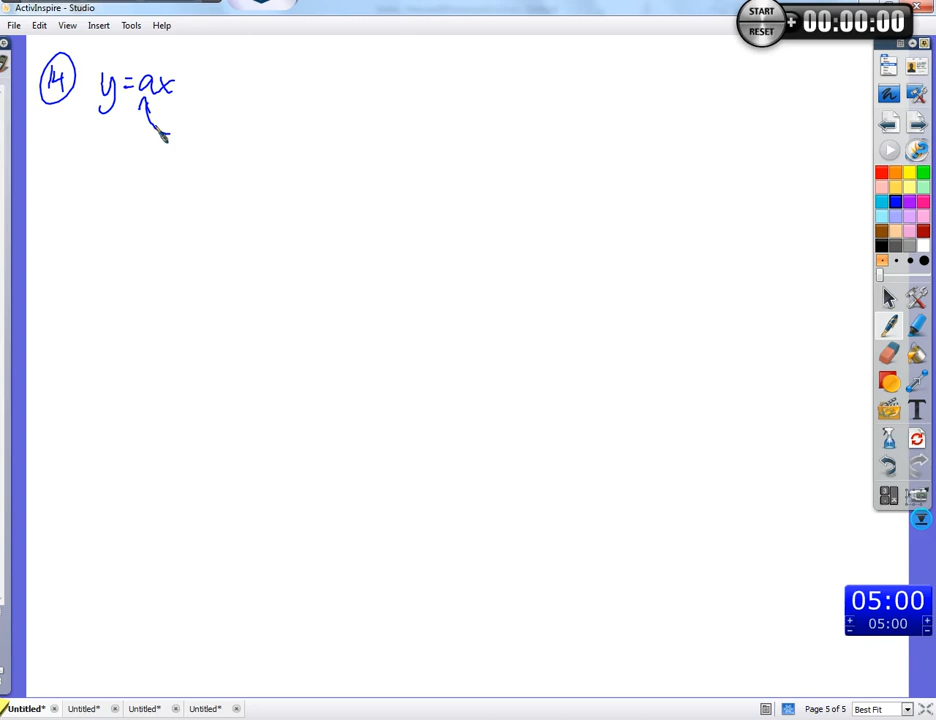 ActivInspire - Studio
File Edit View Insert Tools Help
START
RESET
00:00:00
14 y=ax
05:00
05:00
Untitled* Untitled* Untitled* Untitled* Page 5 of 5 Best Fit